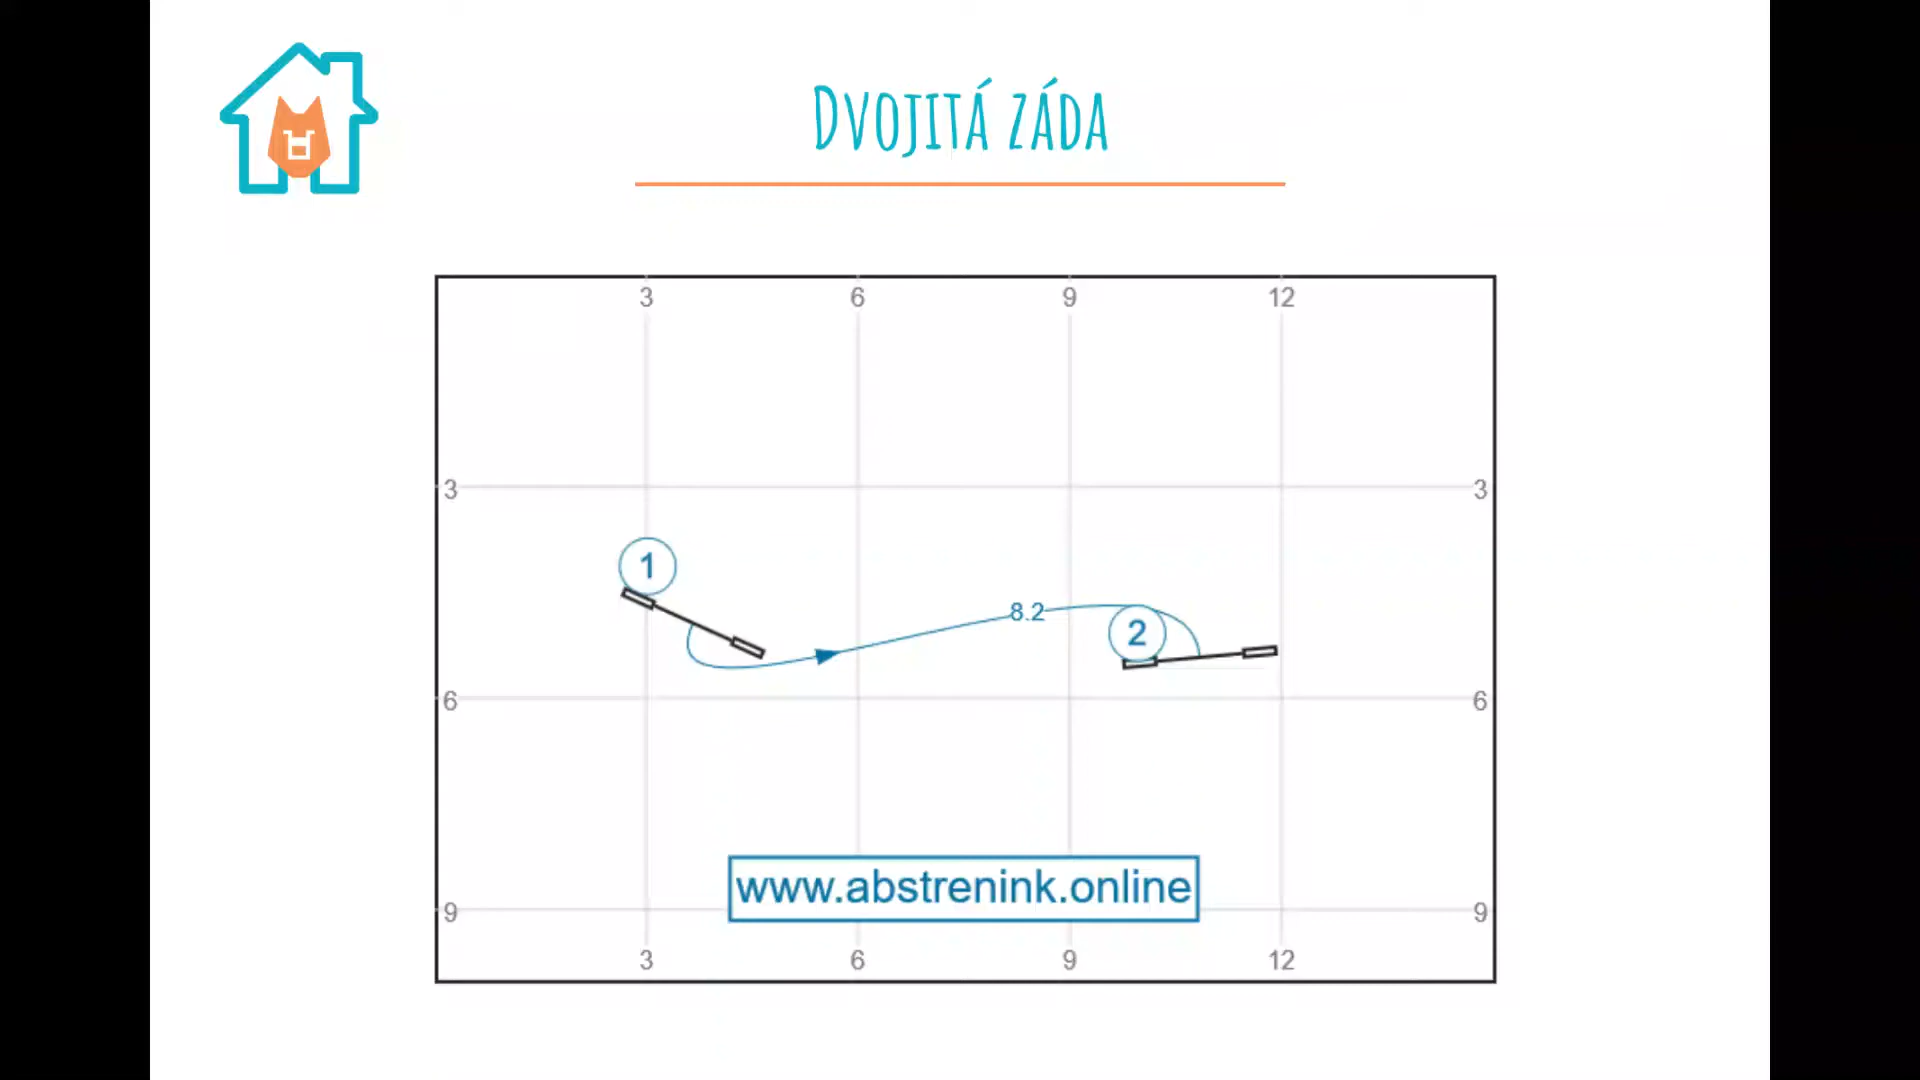 Dvojitá záda
3 6 9 12
3 3
1
8.2
2
6 6
www.abstrenink.online
9 9
3 6 9 12